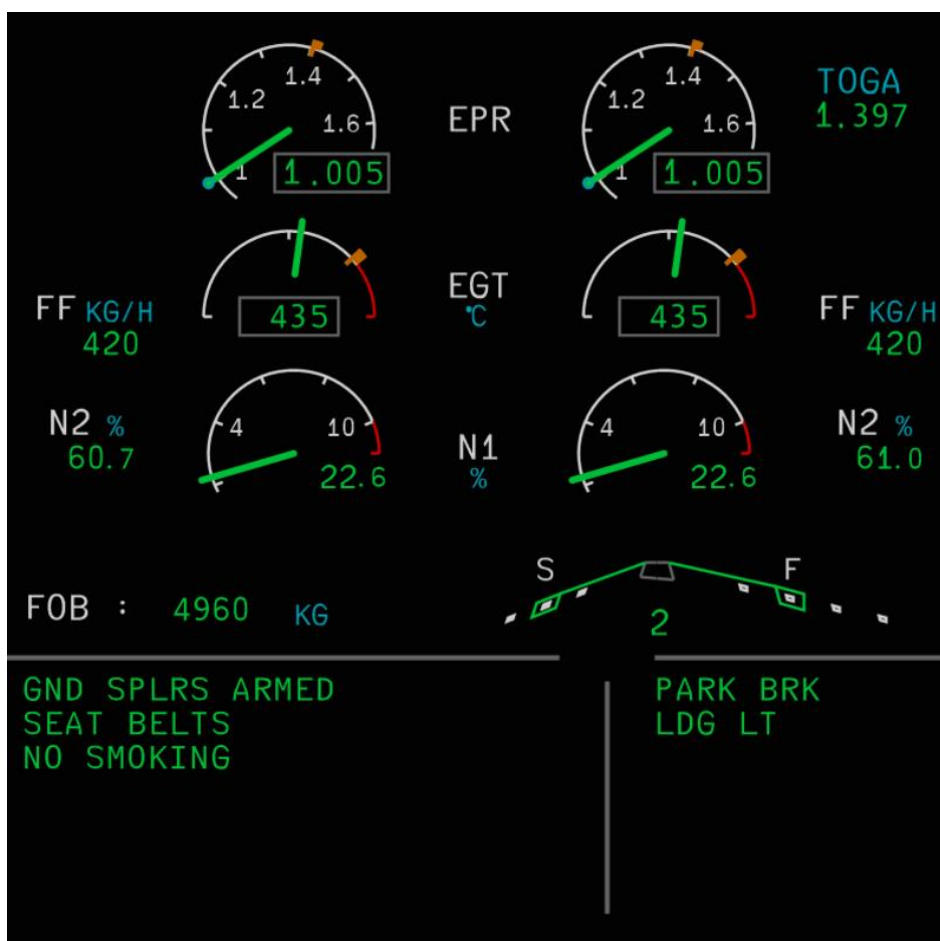 1.2 1.4 1.6 1 1.005
EPR
1.2 1.4 1.6 1 1.005
TOGA
1.397
435
EGT
°C
435
FF KG/H
420
FF KG/H
420
N2 %
60.7
4 10
22.6
N1
%
4 10
22.6
N2 %
61.0
FOB : 4960 KG
S F
2
GND SPLRS ARMED
SEAT BELTS
NO SMOKING
PARK BRK
LDG LT